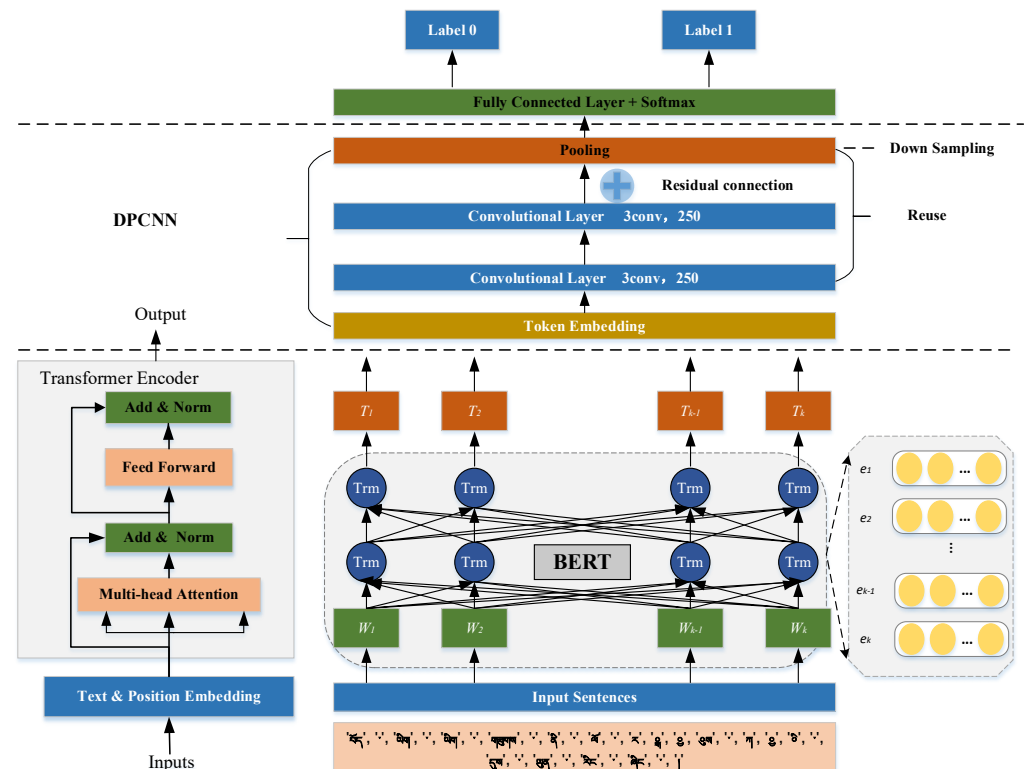 Label 0
Label 1
Fully Connected Layer + Softmax
Pooling
Down Sampling
Residual connection
DPCNN
Convolutional Layer 3conv，250
Reuse
Convolutional Layer 3conv，250
Output
Token Embedding
Transformer Encoder
Add & Norm
Feed Forward
Add & Norm
Multi-head Attention
Text & Position Embedding
Inputs
T1
T2
Tk-1
Tk
Trm
Trm
Trm
Trm
Trm
Trm
BERT
Trm
Trm
W1
W2
Wk-1
Wk
e1
...
e2
...
...
ek-1
...
ek
...
Input Sentences
'བོད', '་', 'ཡིག', '་', 'ཡིག', '་', 'གཟུགས', '་', 'ནི', '་',
'དུས', '་', 'ཡུན', '་', 'རིང', '་', 'ཞིང', '་', '།'